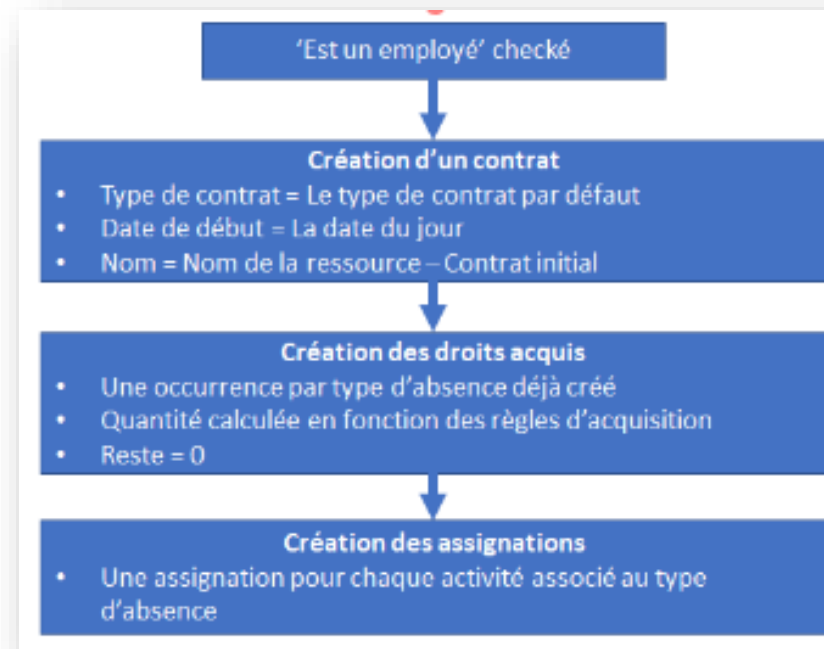 'Est un employé' checké
Création d'un contrat
• Type de contrat = Le type de contrat par défaut
• Date de début = La date du jour
• Nom = Nom de la ressource – Contrat initial
Création des droits acquis
• Une occurrence par type d'absence déjà créé
• Quantité calculée en fonction des règles d'acquisition
• Reste = 0
Création des assignations
• Une assignation pour chaque activité associé au type
d'absence